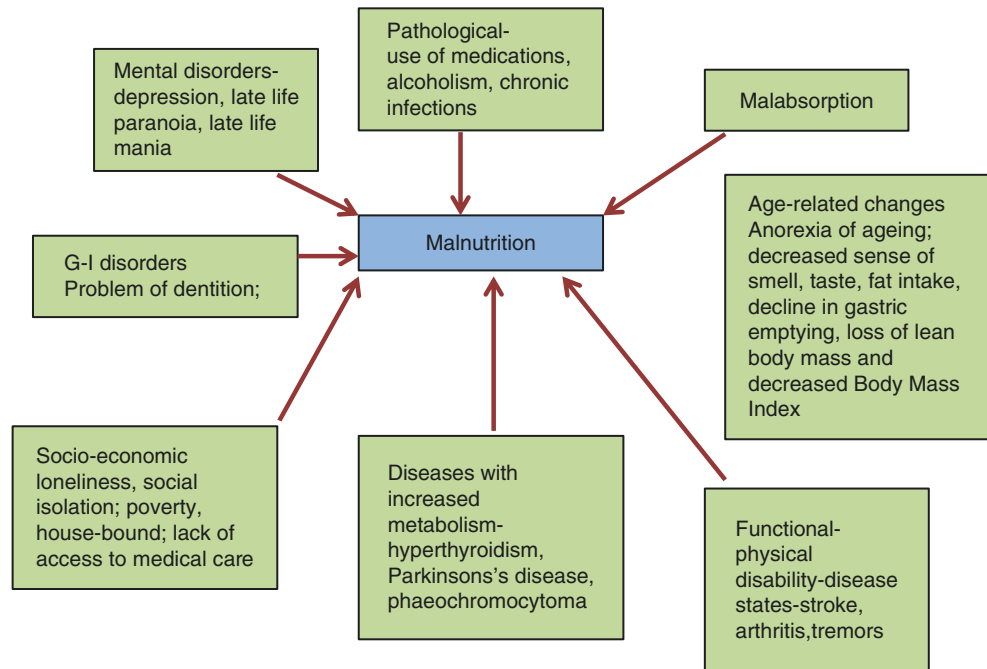 Pathological-
use of medications,
alcoholism, chronic
infections
Mental disorders-
depression, late life
paranoia, late life
mania
Malabsorption
Malnutrition
G-I disorders
Problem of dentition;
Age-related changes
Anorexia of ageing;
decreased sense of
smell, taste, fat intake,
decline in gastric
emptying, loss of lean
body mass and
decreased Body Mass
Index
Socio-economic
loneliness, social
isolation; poverty,
house-bound; lack of
access to medical care
Diseases with
increased
metabolism-
hyperthyroidism,
Parkinsons's disease,
phaeochromocytoma
Functional-
physical
disability-disease
states-stroke,
arthritis,tremors